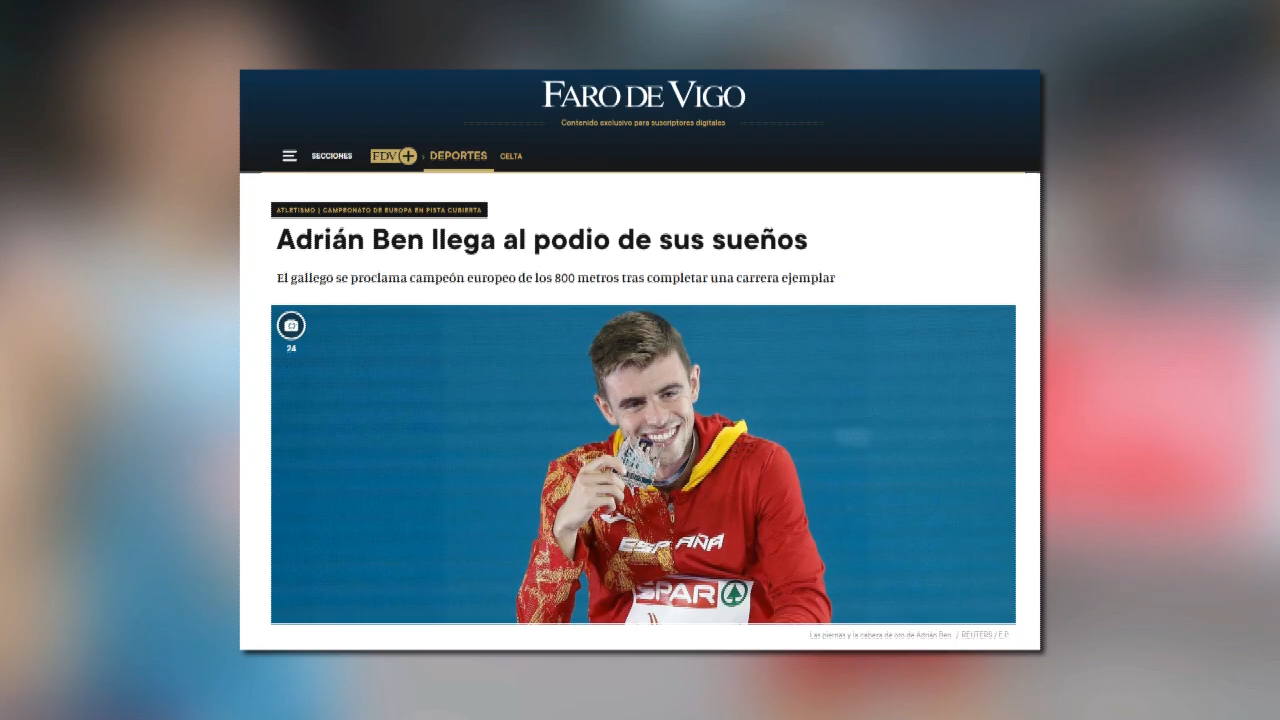 FARO DE VIGO
Contenido exclusivo para suscriptores digitales
SECCIONES FDV+ › DEPORTES CELTA
ATLETISMO | CAMPEONATO DE EUROPA EN PISTA CUBIERTA
Adrián Ben llega al podio de sus sueños
El gallego se proclama campeón europeo de los 800 metros tras completar una carrera ejemplar
24
ESPAÑA
SPAR
Las piernas y la cabeza de oro de Adrián Ben. / REUTERS / E.P.